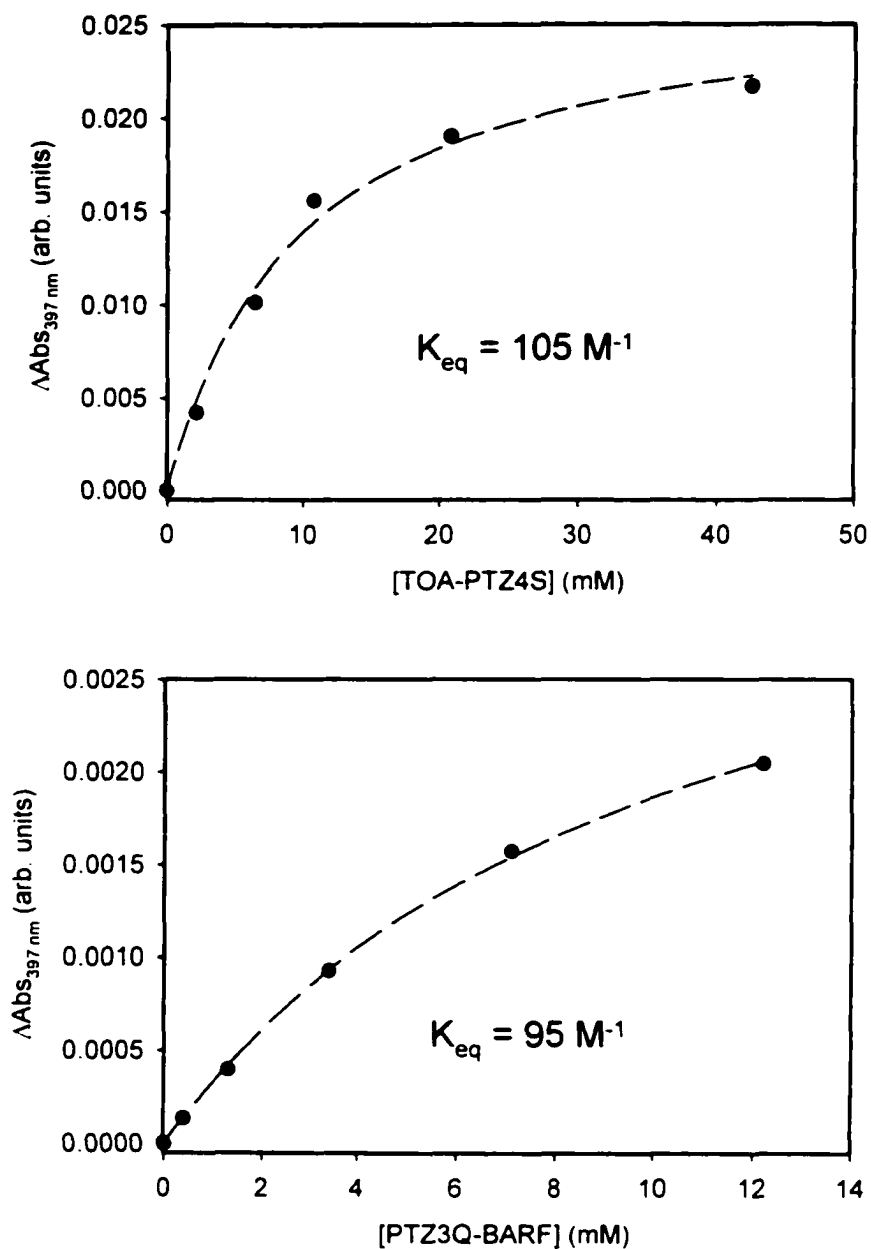 0.025
0.020
0.015
0.010
0.005
0.000
ΛAbs397 nm (arb. units)
Keq = 105 M-1
0 10 20 30 40 50
[TOA-PTZ4S] (mM)
0.0025
0.0020
0.0015
0.0010
0.0005
0.0000
ΛAbs397 nm (arb. units)
Keq = 95 M-1
0 2 4 6 8 10 12 14
[PTZ3Q-BARF] (mM)